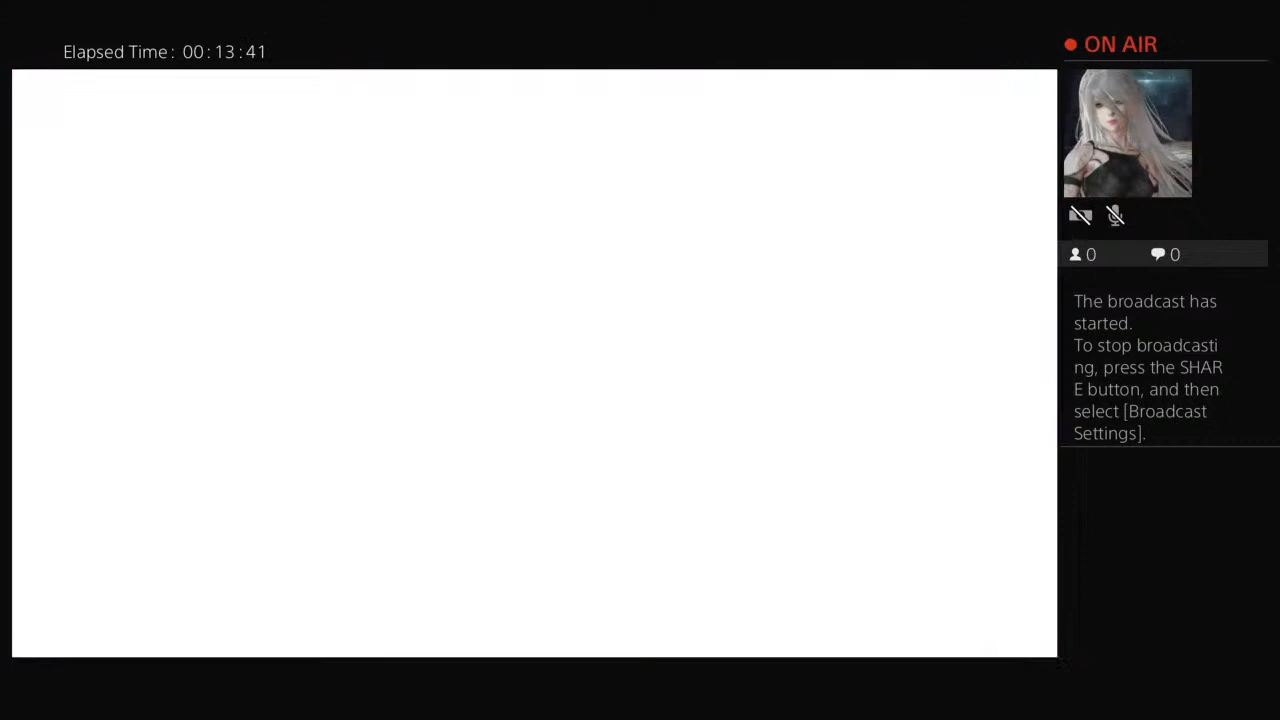 Elapsed Time: 00:13:41
ON AIR
0 0
The broadcast has
started.
To stop broadcasti
ng, press the SHAR
E button, and then
select [Broadcast
Settings].